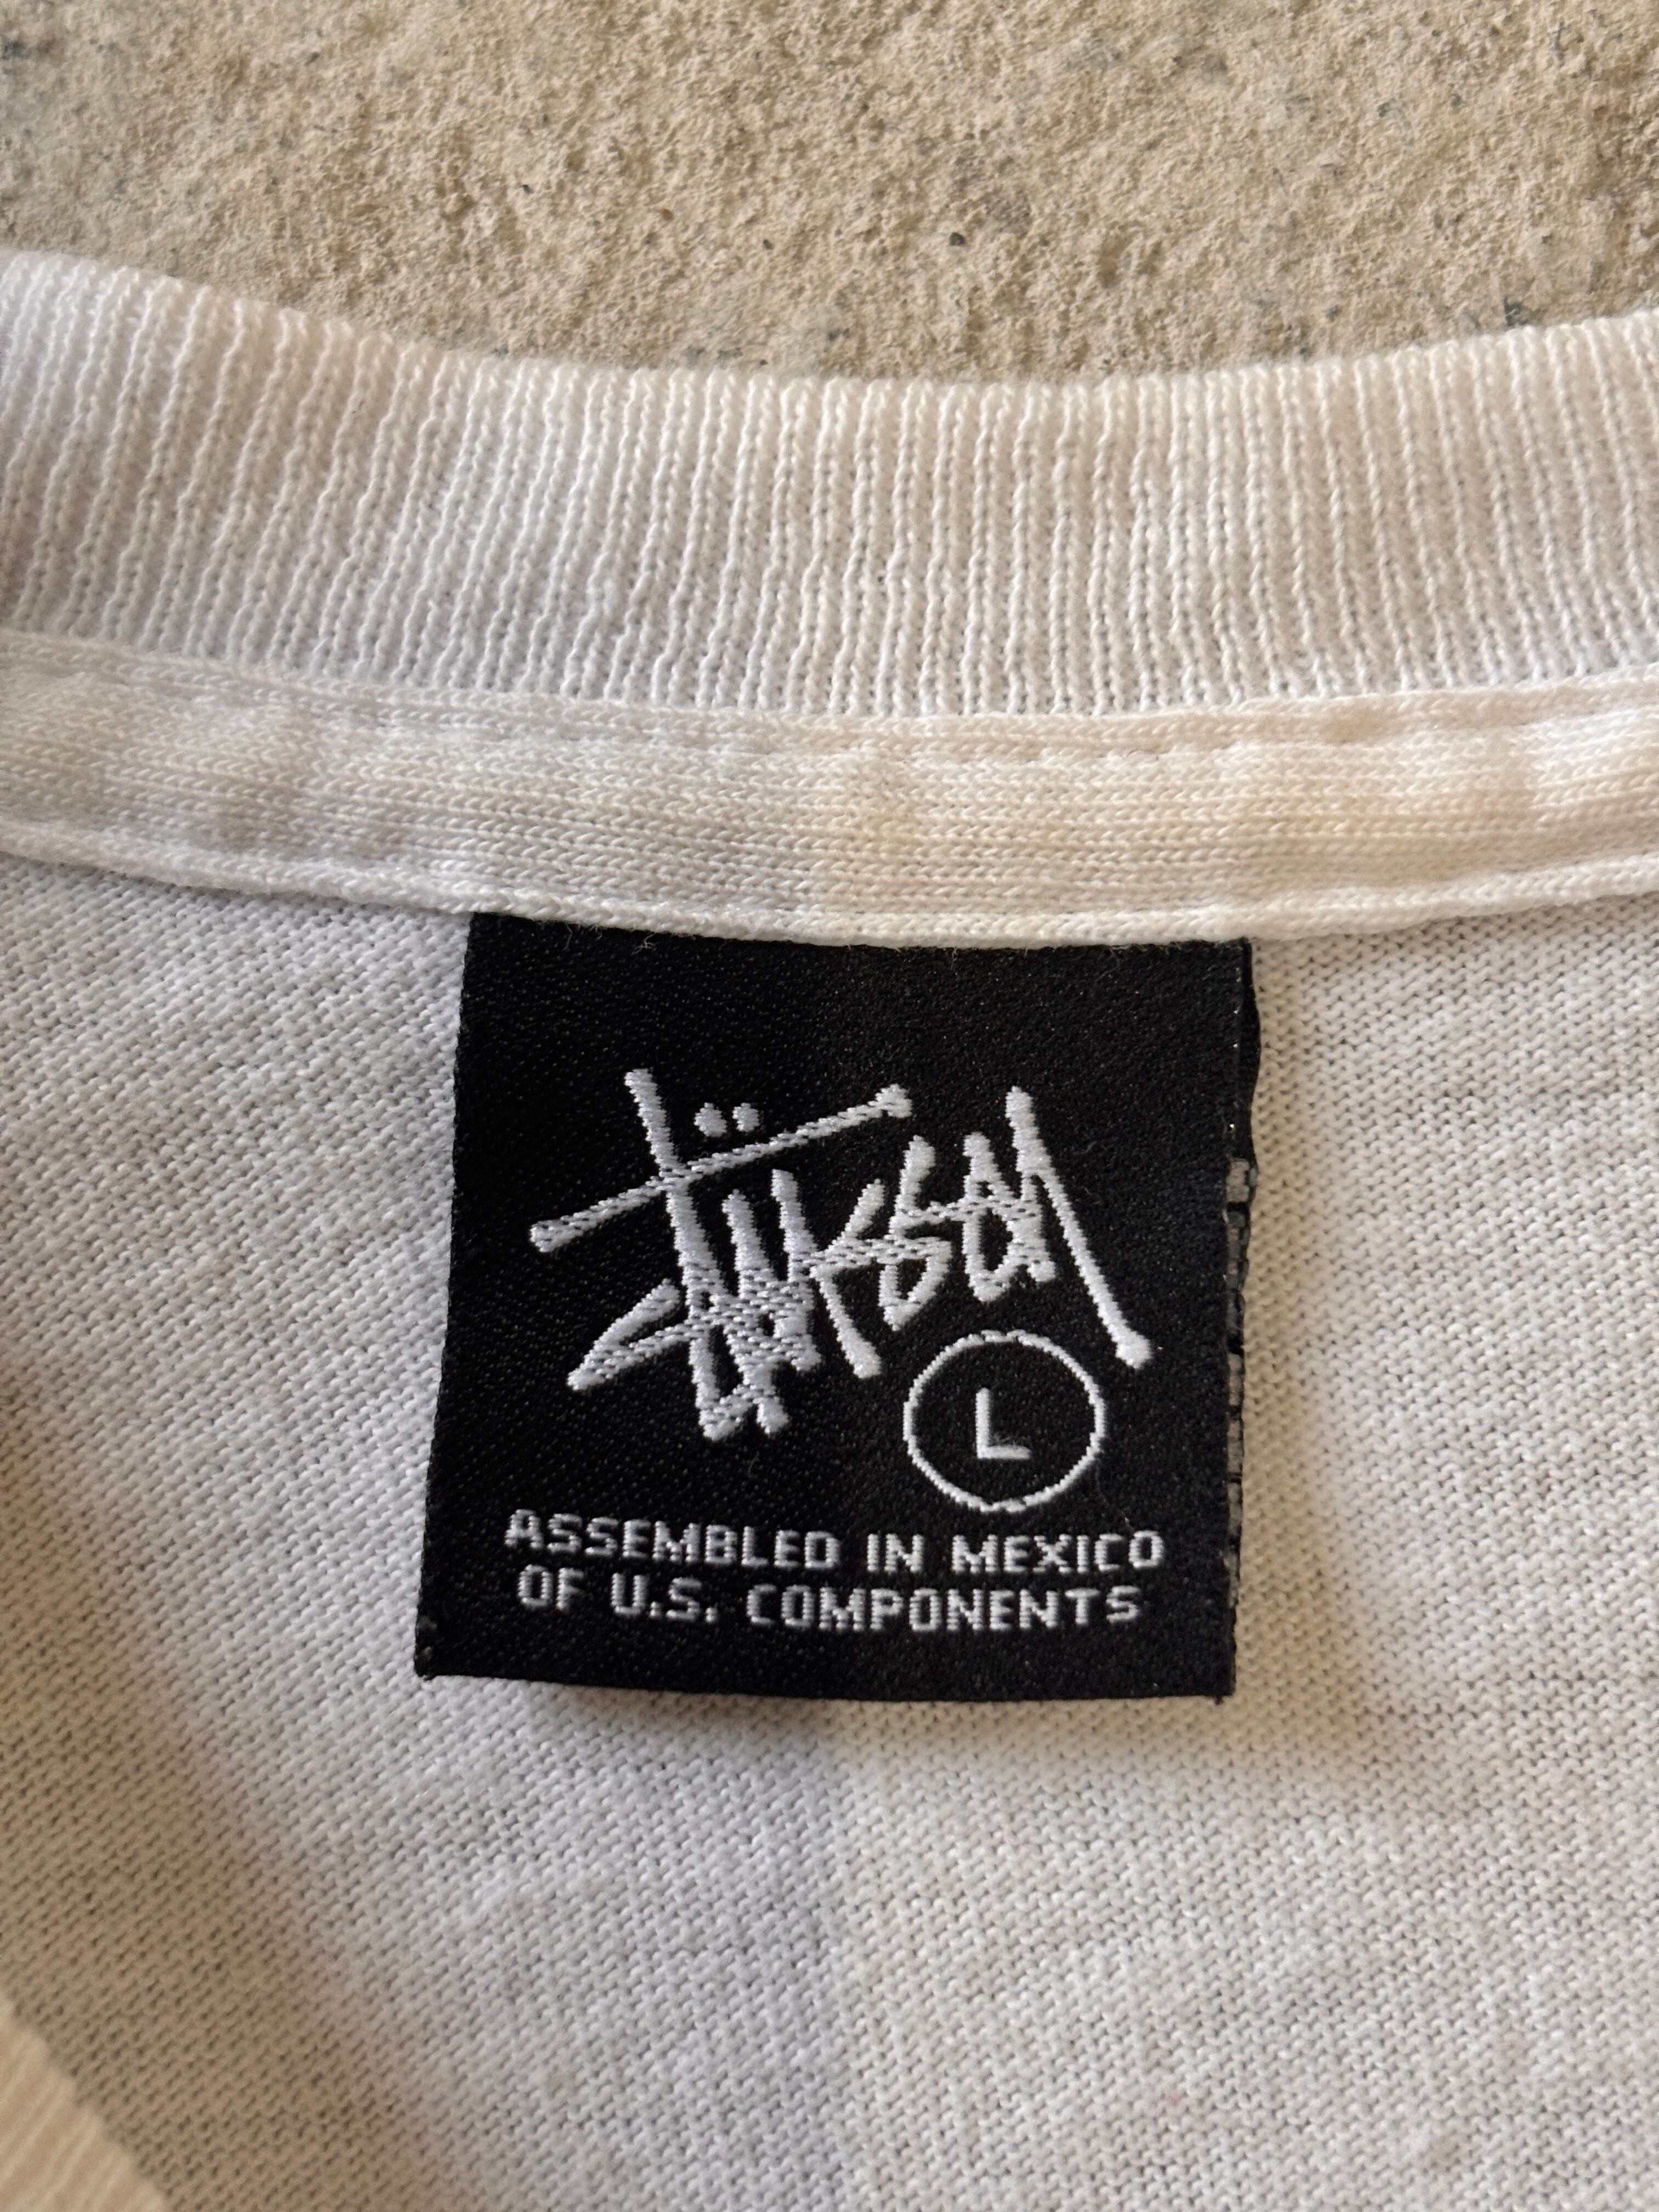 Stüssy
L
ASSEMBLED IN MEXICO
OF U.S. COMPONENTS